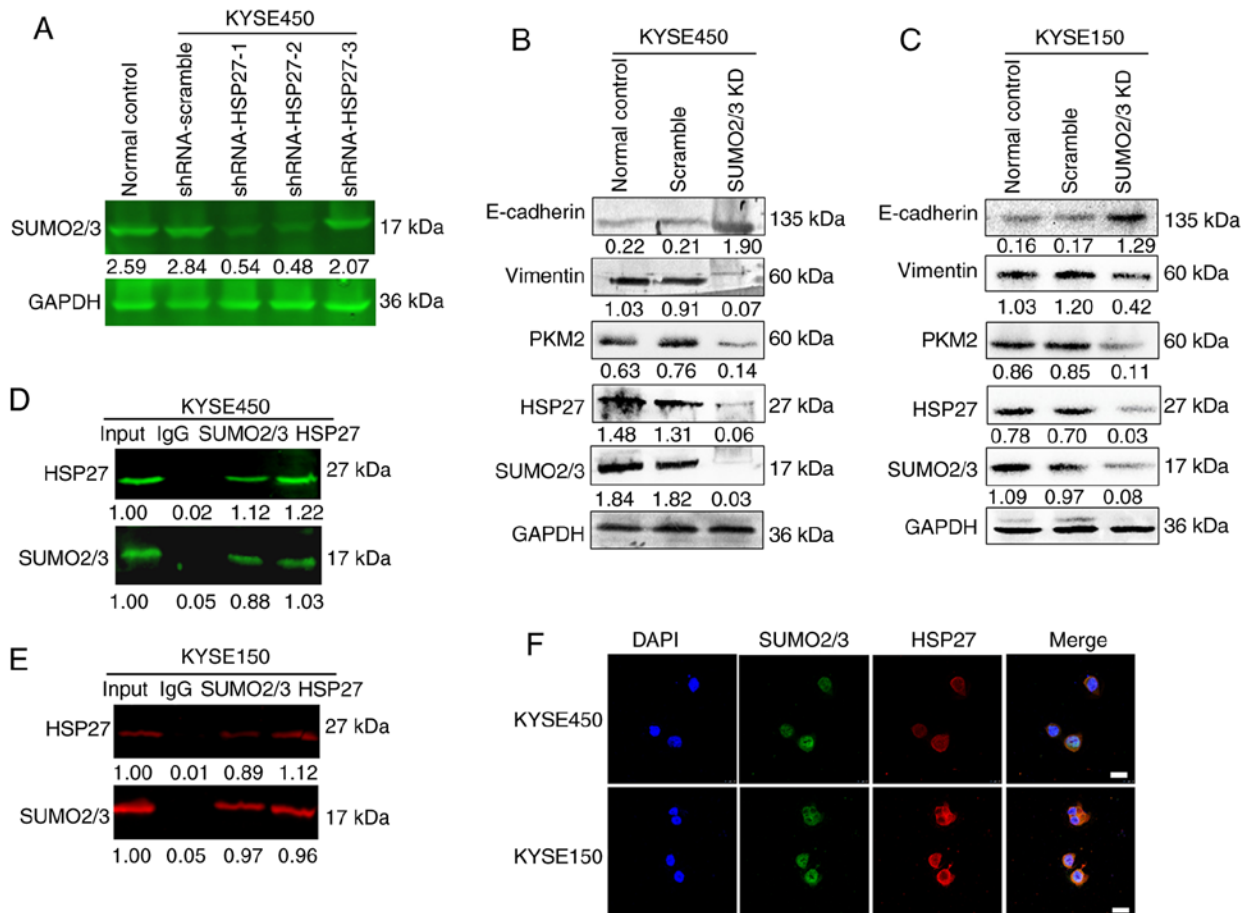 A
KYSE450
Normal control
shRNA-scramble
shRNA-HSP27-1
shRNA-HSP27-2
shRNA-HSP27-3
SUMO2/3
17 kDa
2.59 2.84 0.54 0.48 2.07
GAPDH
36 kDa
B
KYSE450
Normal control
Scramble
SUMO2/3 KD
E-cadherin
135 kDa
0.22 0.21 1.90
Vimentin
60 kDa
1.03 0.91 0.07
PKM2
60 kDa
0.63 0.76 0.14
HSP27
27 kDa
1.48 1.31 0.06
SUMO2/3
17 kDa
1.84 1.82 0.03
GAPDH
36 kDa
C
KYSE150
Normal control
Scramble
SUMO2/3 KD
E-cadherin
135 kDa
0.16 0.17 1.29
Vimentin
60 kDa
1.03 1.20 0.42
PKM2
60 kDa
0.86 0.85 0.11
HSP27
27 kDa
0.78 0.70 0.03
SUMO2/3
17 kDa
1.09 0.97 0.08
GAPDH
36 kDa
D
KYSE450
Input IgG SUMO2/3 HSP27
HSP27
27 kDa
1.00 0.02 1.12 1.22
SUMO2/3
17 kDa
1.00 0.05 0.88 1.03
E
KYSE150
Input IgG SUMO2/3 HSP27
HSP27
27 kDa
1.00 0.01 0.89 1.12
SUMO2/3
17 kDa
1.00 0.05 0.97 0.96
F
DAPI SUMO2/3 HSP27 Merge
KYSE450
KYSE150